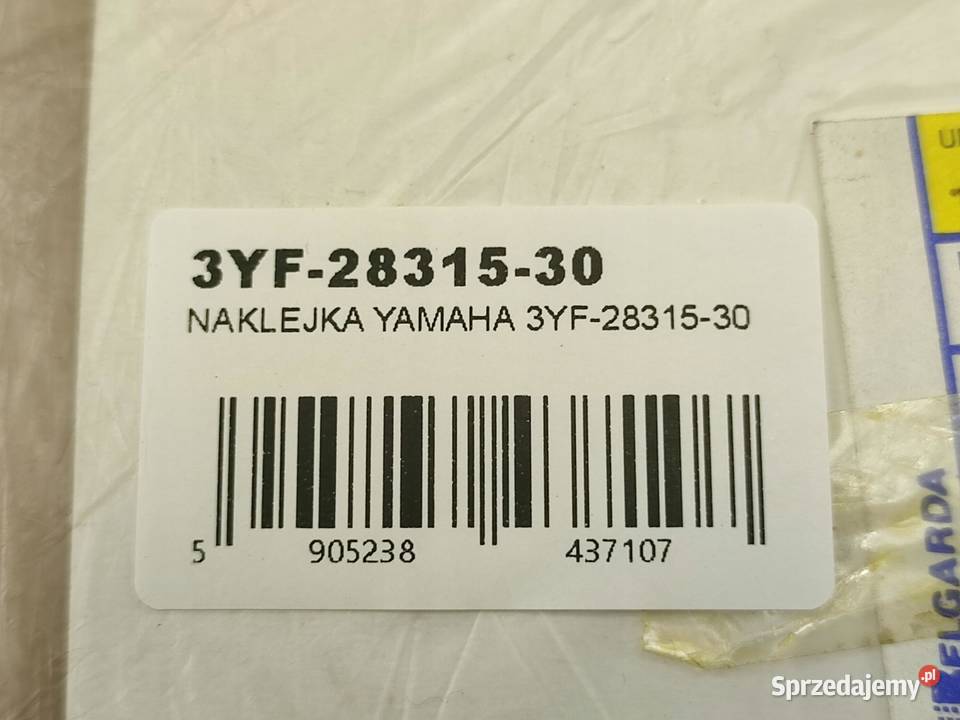 3YF-28315-30
NAKLEJKA YAMAHA 3YF-28315-30
5 905238 437107
ELGARDA
Sprzedajemy.pl